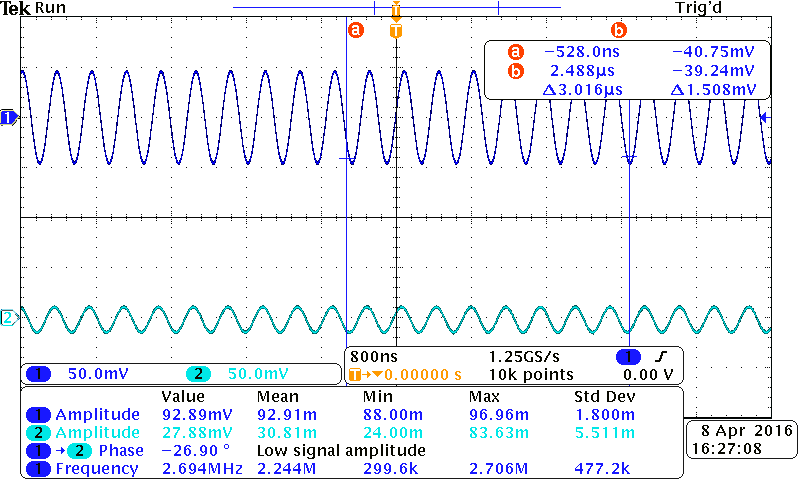 Tek Run Trig'd
T
a b
T
a −528.0ns −40.75mV
b 2.488µs −39.24mV
Δ3.016µs Δ1.508mV
1
2
800ns 1.25GS/s 1
T→▼0.00000 s 10k points 0.00 V
1 50.0mV 2 50.0mV
Value Mean Min Max Std Dev
1 Amplitude 92.89mV 92.91m 88.00m 96.96m 1.800m
2 Amplitude 27.88mV 30.81m 24.00m 83.63m 5.511m
1 → 2 Phase −26.90 ° Low signal amplitude
1 Frequency 2.694MHz 2.244M 299.6k 2.706M 477.2k
8 Apr 2016
16:27:08